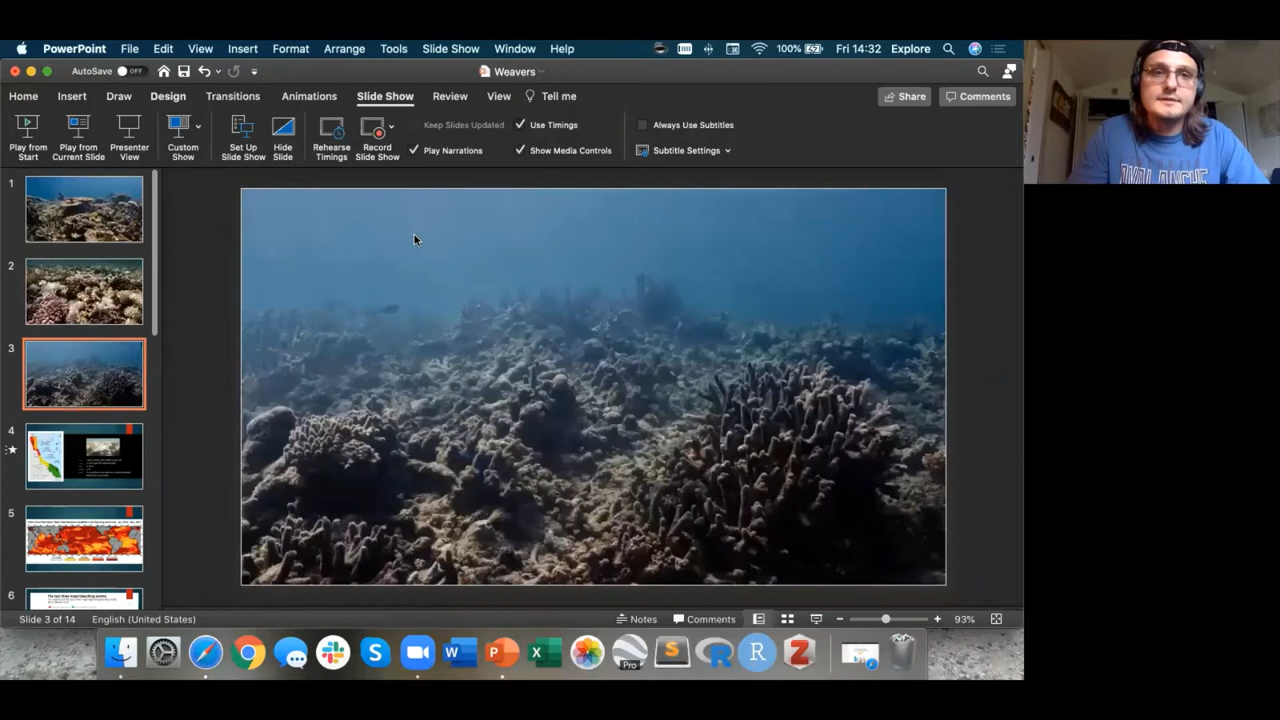 PowerPoint File Edit View Insert Format Arrange Tools Slide Show Window Help 100% Fri 14:32 Explore
AutoSave OFF Weavers
Home Insert Draw Design Transitions Animations Slide Show Review View Tell me Share Comments
Play from Start
Play from Current Slide
Presenter View
Custom Show
Set Up Slide Show
Hide Slide
Rehearse Timings
Record Slide Show
Keep Slides Updated
Play Narrations
Use Timings
Show Media Controls
Always Use Subtitles
Subtitle Settings
1
2
3
4
5
6
AVALANCHE
Slide 3 of 14 English (United States) Notes Comments 93%
S W P X Pro S R R Z